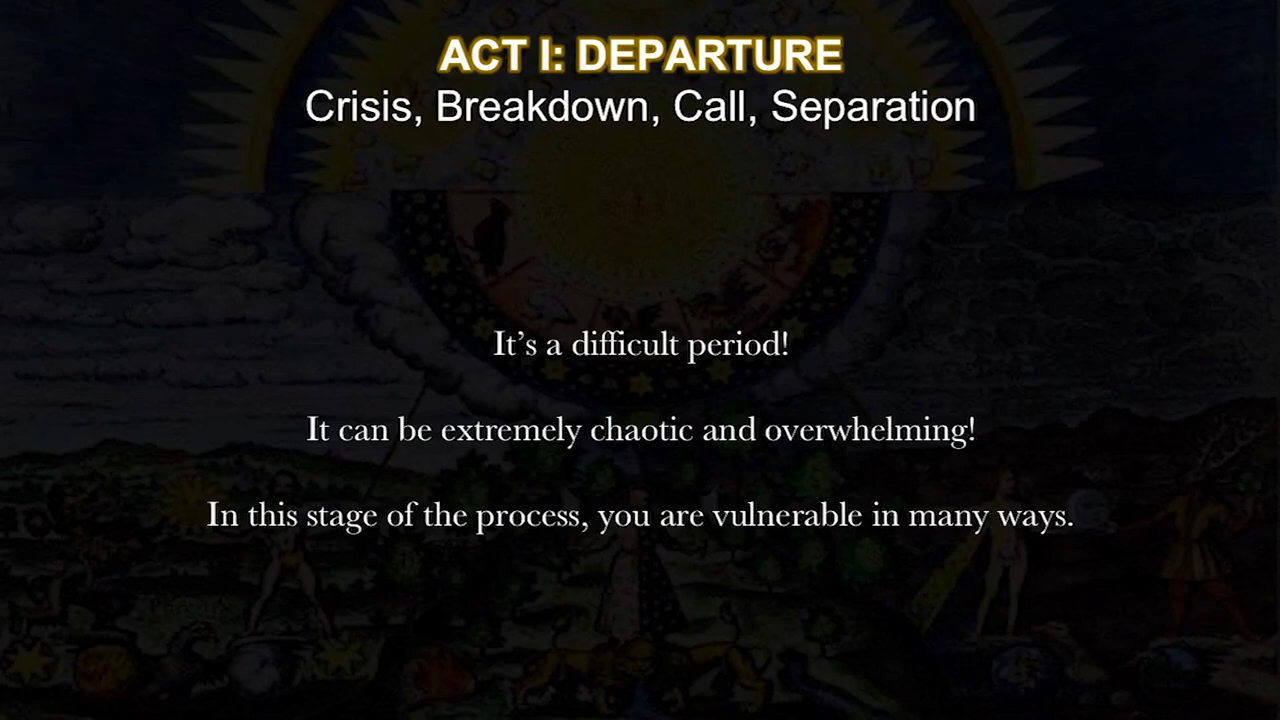 ACT I: DEPARTURE
Crisis, Breakdown, Call, Separation
It’s a difficult period!
It can be extremely chaotic and overwhelming!
In this stage of the process, you are vulnerable in many ways.